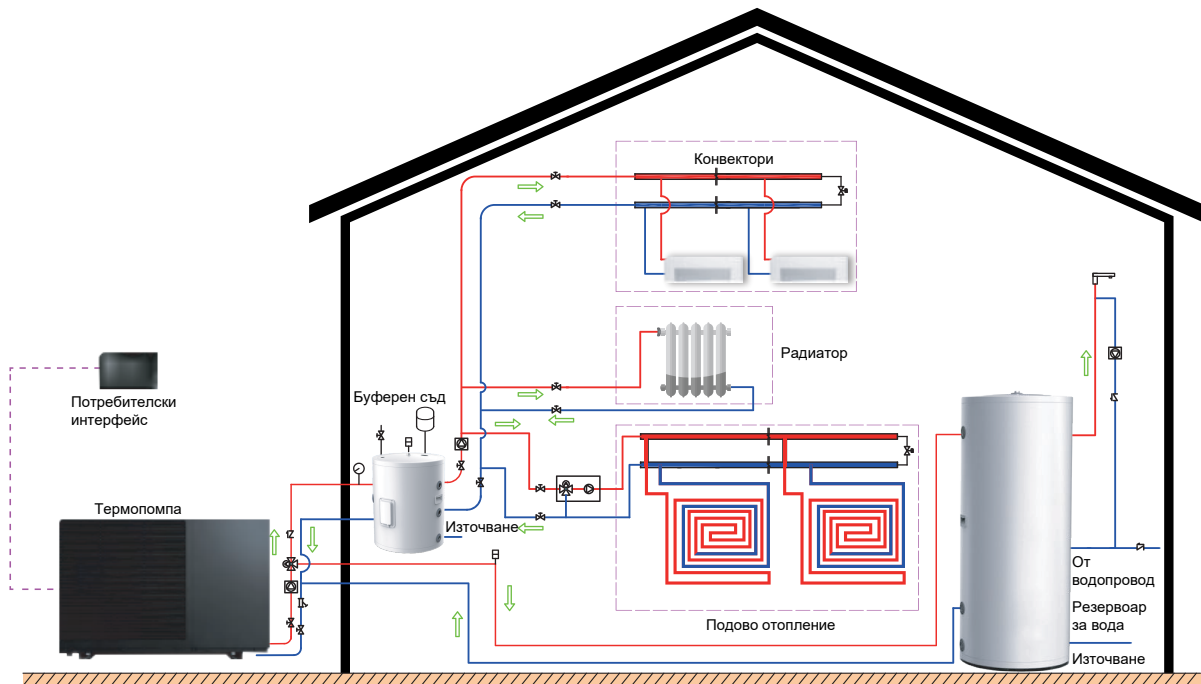 Конвектори
Радиатор
Потребителски
интерфейс
Буферен съд
Термопомпа
Източване
От
водопровод
Резервоар
за вода
Подово отопление
Източване